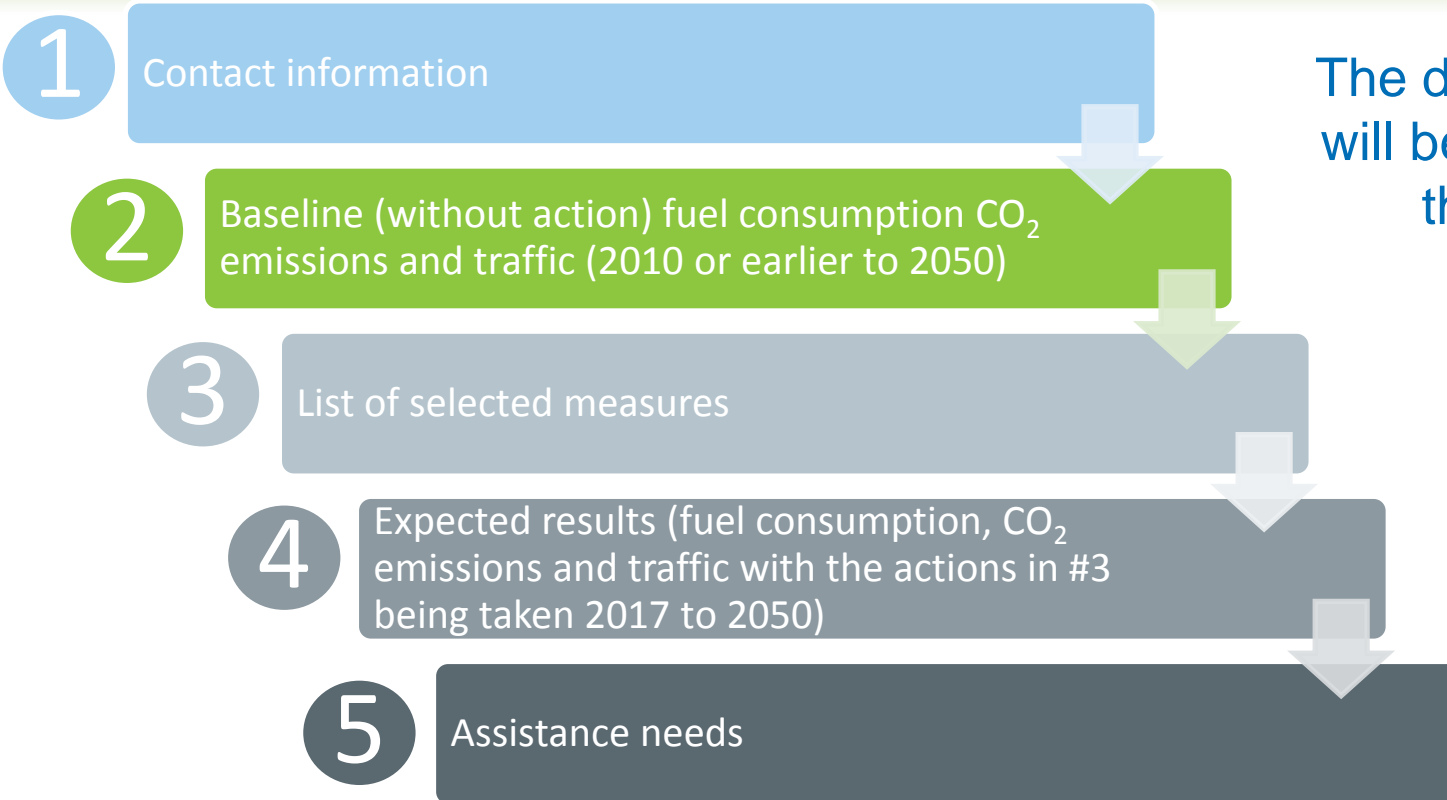 1
Contact information
The
will
2
Baseline (without action) fuel consumption CO₂
emissions and traffic (2010 or earlier to 2050)
3
List of selected measures
4
Expected results (fuel consumption, CO₂
emissions and traffic with the actions in #3
being taken 2017 to 2050)
5
Assistance needs